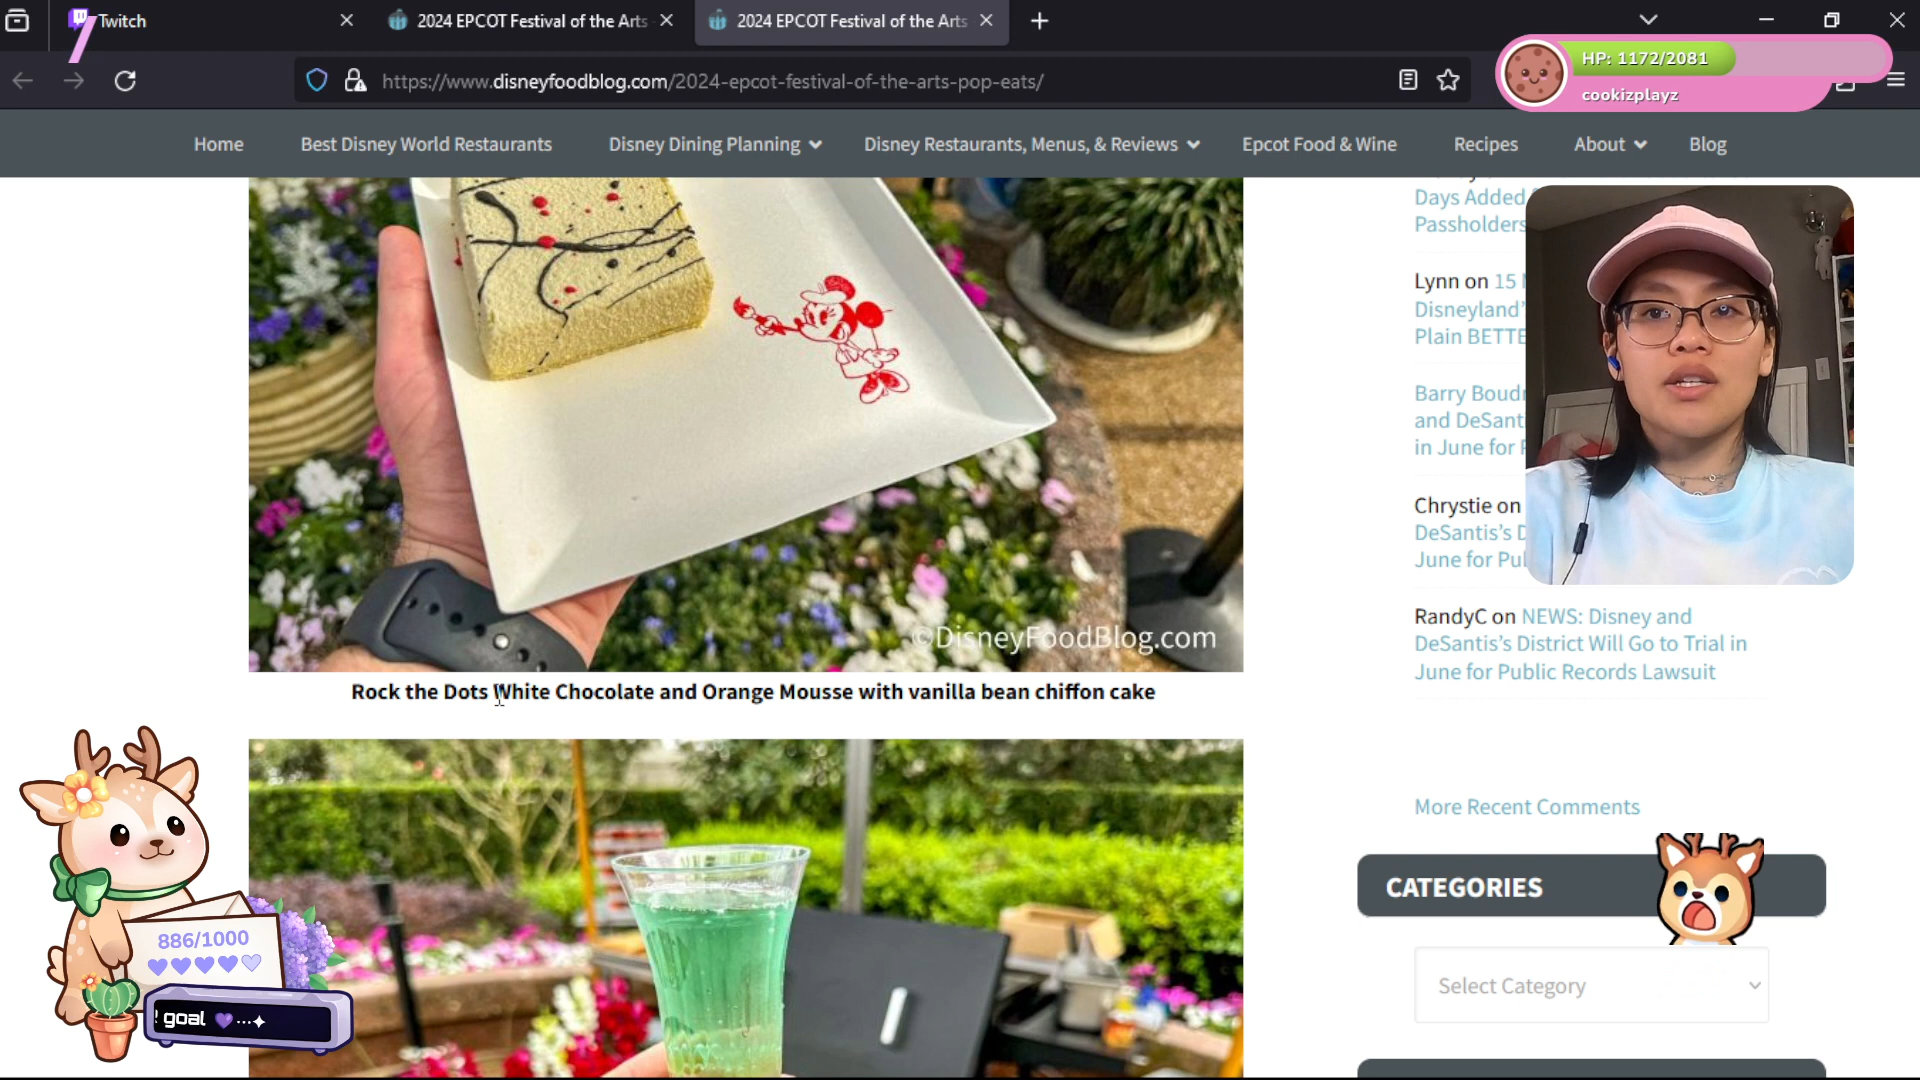 Twitch
2024 EPCOT Festival of the Arts
2024 EPCOT Festival of the Arts
https://www.disneyfoodblog.com/2024-epcot-festival-of-the-arts-pop-eats/
HP: 1172/2081
cookizplayz
Home
Best Disney World Restaurants
Disney Dining Planning
Disney Restaurants, Menus, & Reviews
Epcot Food & Wine
Recipes
About
Blog
©DisneyFoodBlog.com
Rock the Dots White Chocolate and Orange Mousse with vanilla bean chiffon cake
Days Added
Passholders
Lynn on 15
Disneyland’
Plain BETTE
Barry Boud
and DeSant
in June for
Chrystie on
DeSantis’s D
June for Pu
RandyC on NEWS: Disney and
DeSantis’s District Will Go to Trial in
June for Public Records Lawsuit
More Recent Comments
CATEGORIES
Select Category
886/1000
! goal